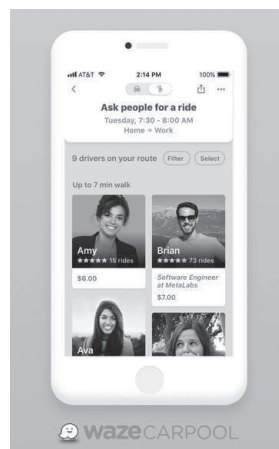 AT&T 2:14 PM 100%
Ask people for a ride
Tuesday, 7:30 - 8:00 AM
Home → Work
9 drivers on your route Filter Select
Up to 7 min walk
Amy
★★★★★ 15 rides
$6.00
Brian
★★★★★ 73 rides
Software Engineer
at MetaLabs
$7.00
Ava
waze CARPOOL